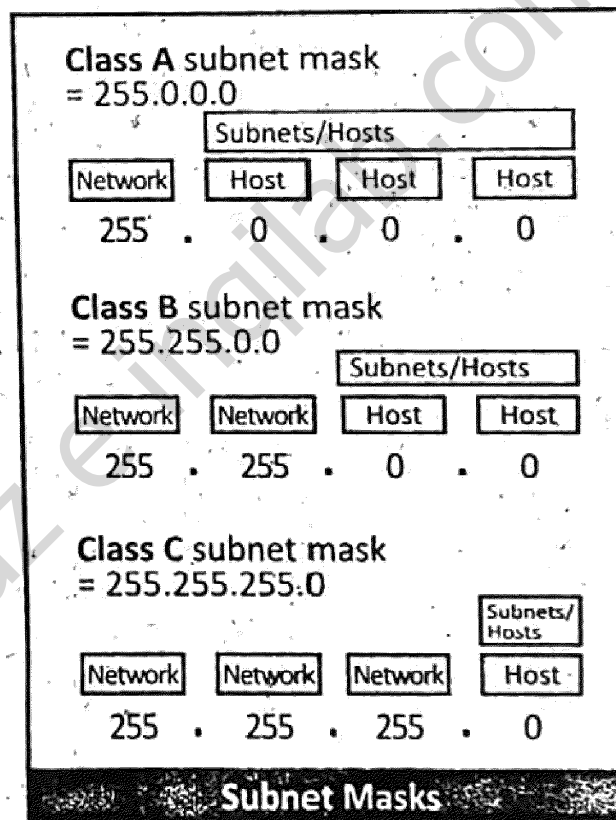 Class A subnet mask
= 255.0.0.0
Subnets/Hosts
Network Host Host Host
255 . 0 . 0 . 0
Class B subnet mask
= 255.255.0.0
Subnets/Hosts
Network Network Host Host
255 . 255 . 0 . 0
Class C subnet mask
= 255.255.255.0
Subnets/
Hosts
Network Network Network Host
255 . 255 . 255 . 0
Subnet Masks